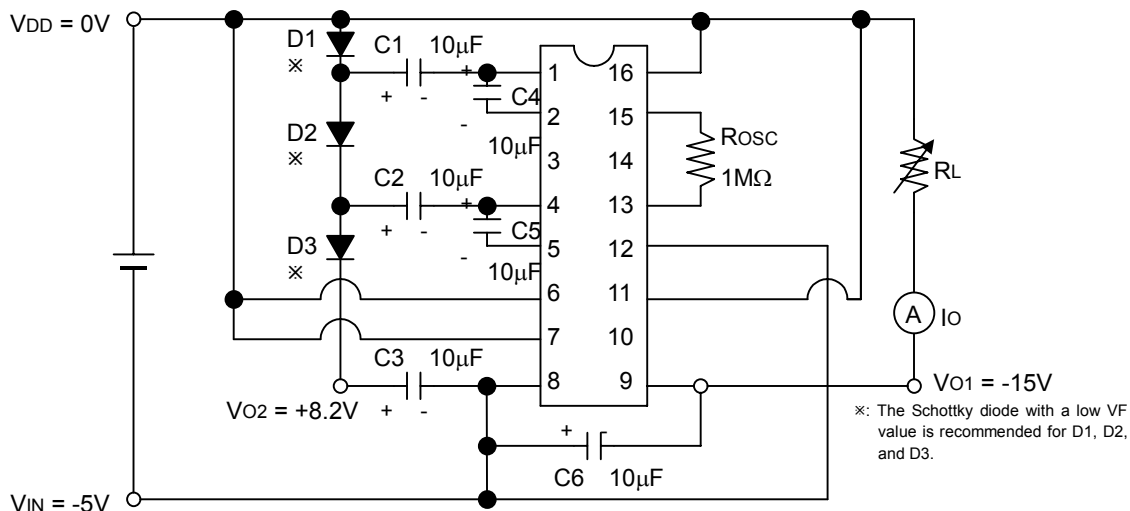 VDD = 0V
D1
※
C1
10µF
+ -
+
C4
-
10µF
D2
※
C2
10µF
+ -
+
C5
-
10µF
D3
※
C3
10µF
+ -
VO2 = +8.2V
1
2
3
4
5
6
7
8
16
15
14
13
12
11
10
9
ROSC
1MΩ
RL
A
IO
VO1 = -15V
※: The Schottky diode with a low VF
value is recommended for D1, D2,
and D3.
+
C6
10µF
VIN = -5V